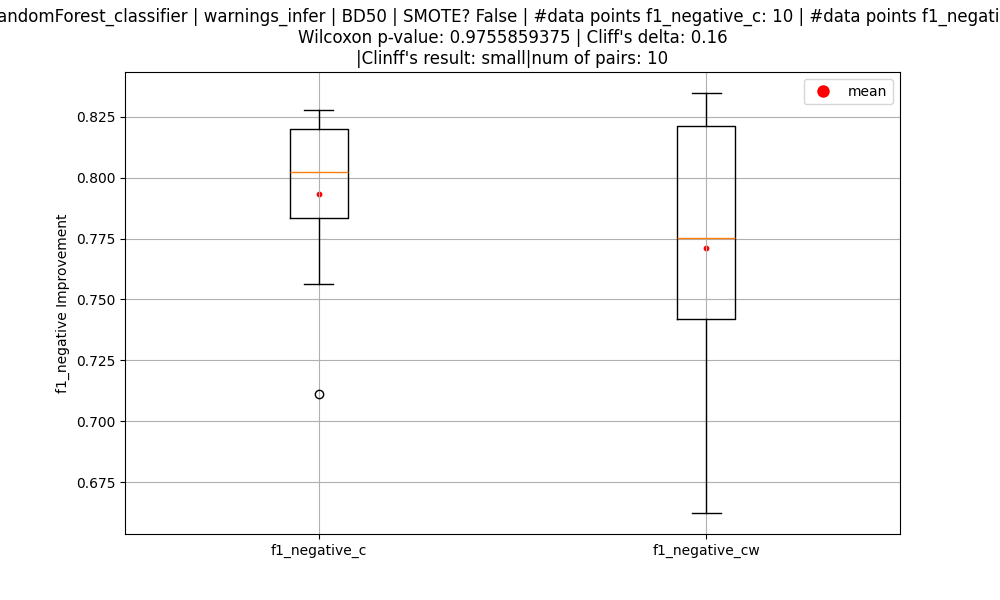 andomForest_classifier | warnings_infer | BD50 | SMOTE? False | #data points f1_negative_c: 10 | #data points f1_negati
Wilcoxon p-value: 0.9755859375 | Cliff's delta: 0.16
|Clinff's result: small|num of pairs: 10
mean
0.825
0.800
0.775
0.750
0.725
0.700
0.675
f1_negative Improvement
f1_negative_c
f1_negative_cw